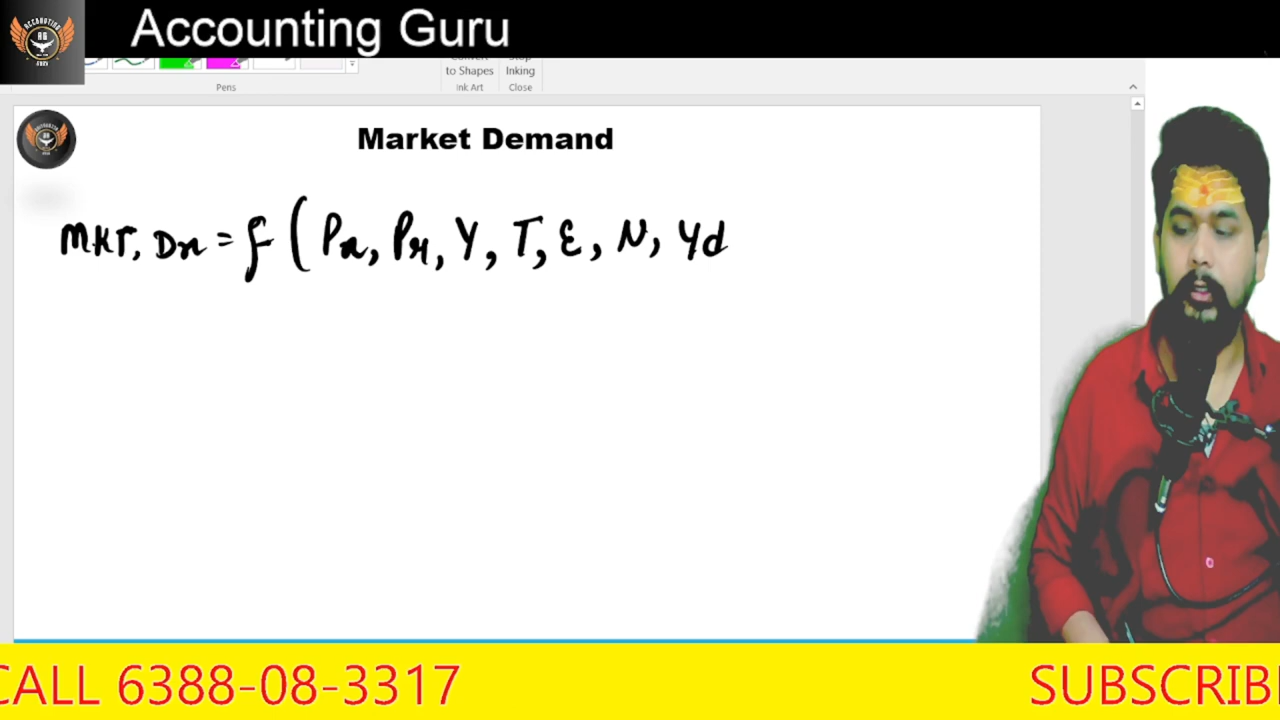 Accounting Guru
to Shapes
Inking
Pens
Ink Art
Close
Market Demand
MKT, Dx = f ( Px, Pr, Y, T, E, N, Yd
CALL 6388-08-3317
SUBSCRIB